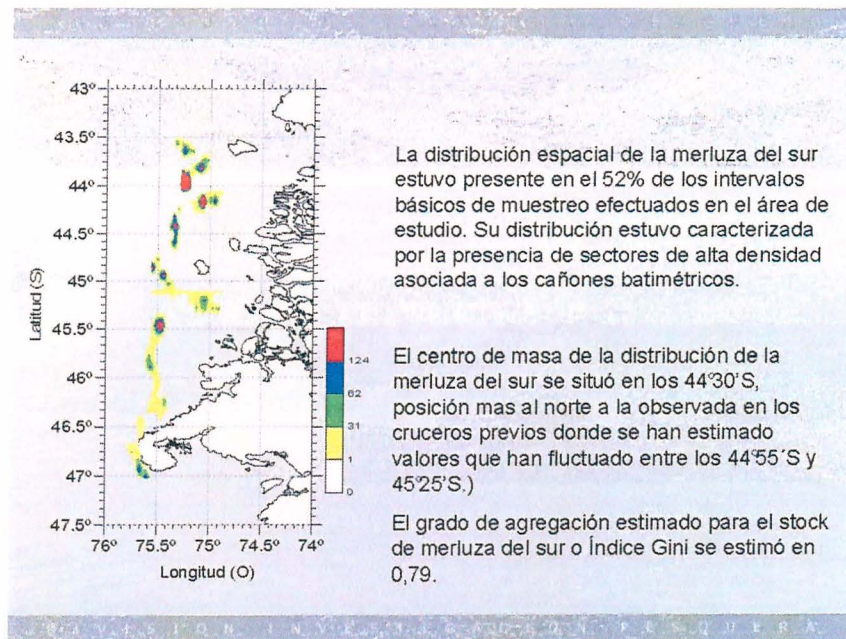 43°
43.5°
44°
44.5°
45°
45.5°
46°
46.5°
47°
47.5°
Latitud (S)
76°
75.5°
75°
74.5°
74°
Longitud (O)
124
62
31
1
0
La distribución espacial de la merluza del sur
estuvo presente en el 52% de los intervalos
básicos de muestreo efectuados en el área de
estudio. Su distribución estuvo caracterizada
por la presencia de sectores de alta densidad
asociada a los cañones batimétricos.
El centro de masa de la distribución de la
merluza del sur se situó en los 44°30'S,
posición mas al norte a la observada en los
cruceros previos donde se han estimado
valores que han fluctuado entre los 44°55´S y
45°25'S.)
El grado de agregación estimado para el stock
de merluza del sur o Índice Gini se estimó en
0,79.
DIVISION INVESTIGACION PESQUERA